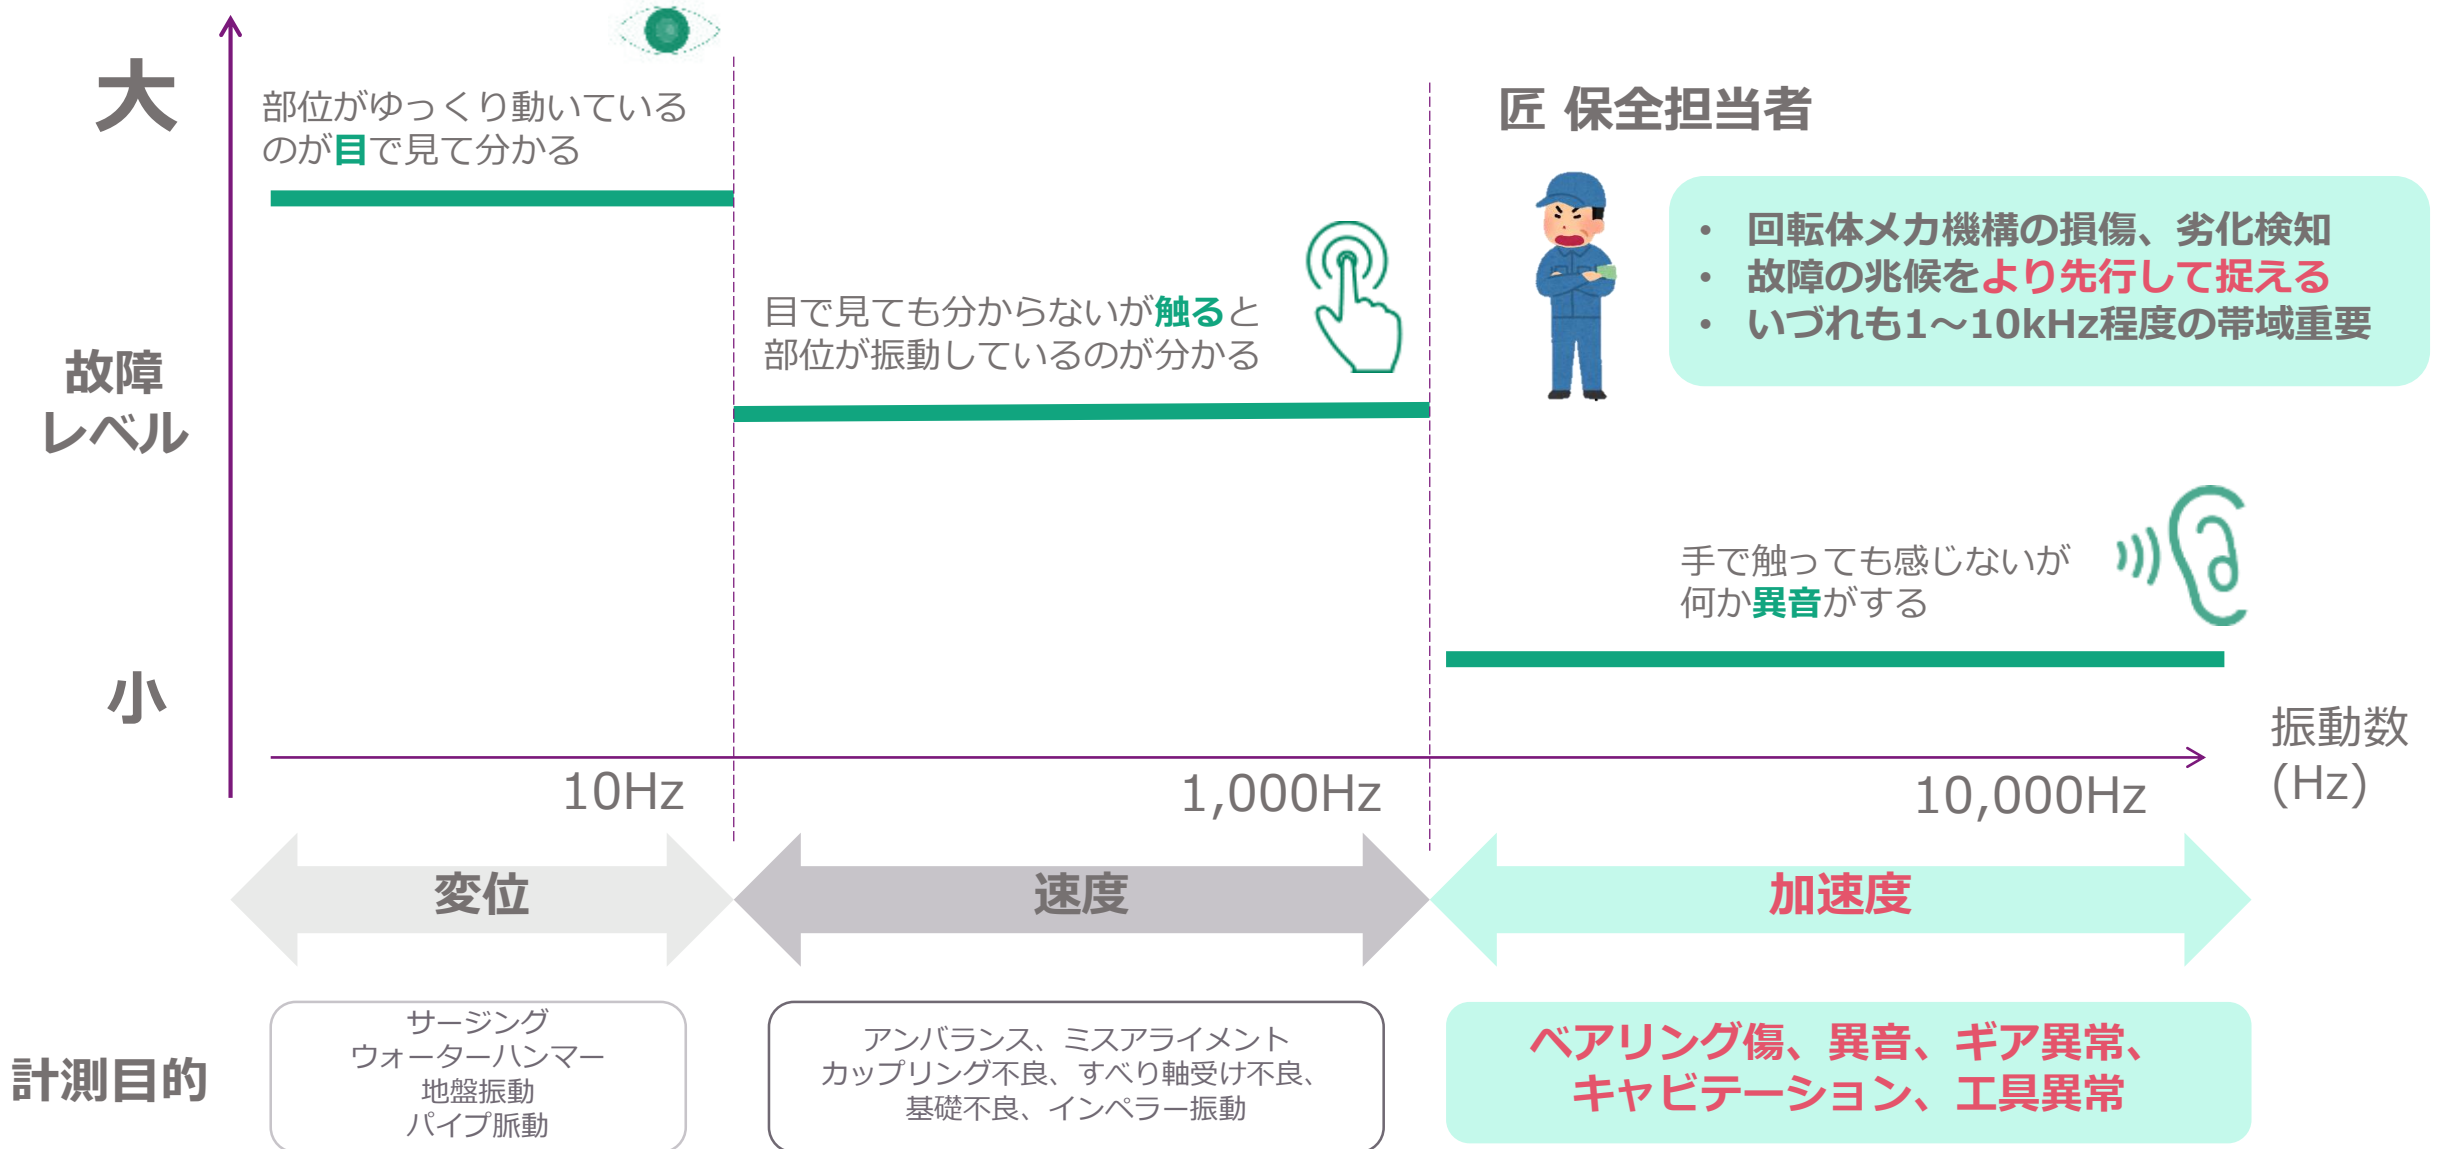 大
部位がゆっくり動いている
のが目で見て分かる
匠 保全担当者
• 回転体メカ機構の損傷、劣化検知
• 故障の兆候をより先行して捉える
• いづれも1～10kHz程度の帯域重要
目で見ても分からないが触ると
部位が振動しているのが分かる
故障
レベル
手で触っても感じないが
何か異音がする
小
振動数
(Hz)
10Hz
1,000Hz
10,000Hz
変位
速度
加速度
計測目的
サージング
ウォーターハンマー
地盤振動
パイプ脈動
アンバランス、ミスアライメント
カップリング不良、すべり軸受け不良、
基礎不良、インペラー振動
ベアリング傷、異音、ギア異常、
キャビテーション、工具異常